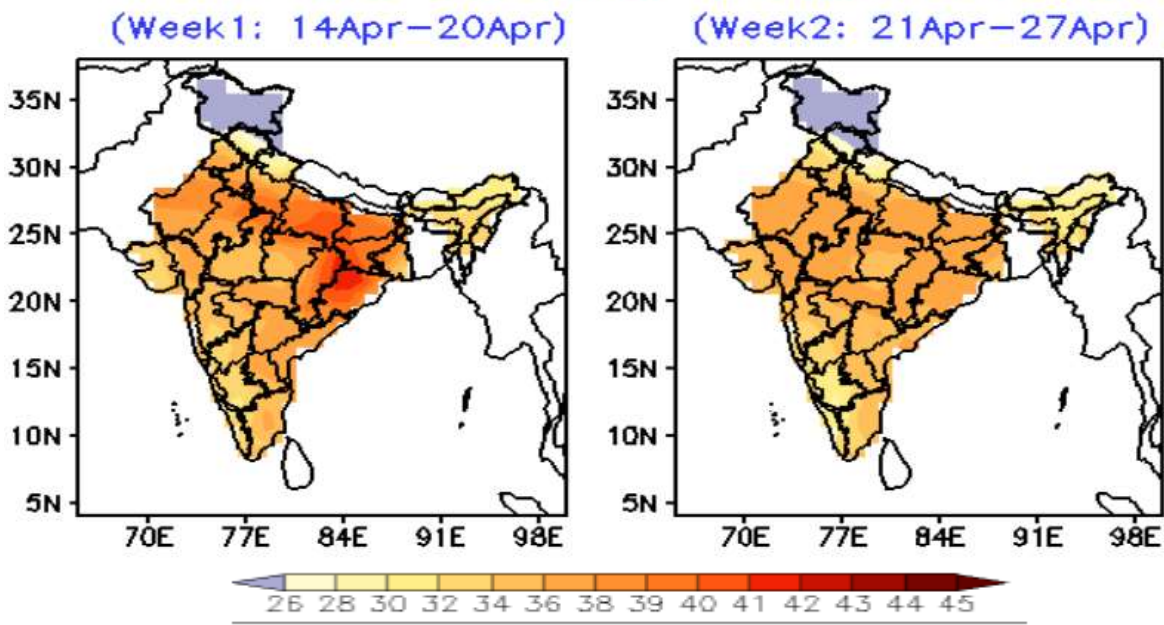 (Week1: 14Apr-20Apr) (Week2: 21Apr-27Apr)
35N 35N
30N 30N
25N 25N
20N 20N
15N 15N
10N 10N
5N 5N
70E 77E 84E 91E 98E 70E 77E 84E 91E 98E
26 28 30 32 34 36 38 39 40 41 42 43 44 45